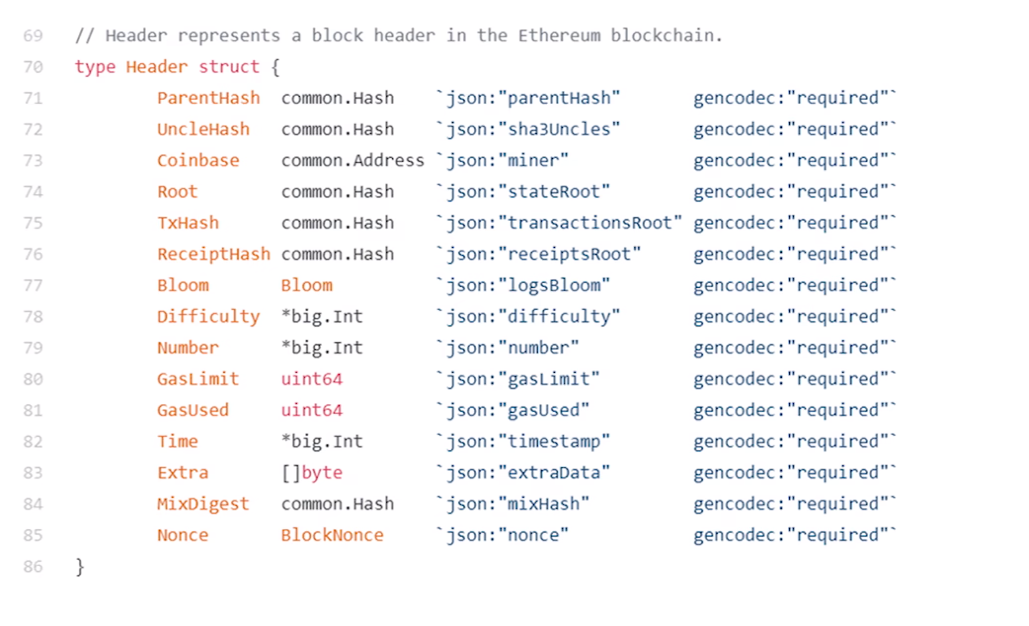 69 // Header represents a block header in the Ethereum blockchain.
70 type Header struct {
71 ParentHash common.Hash `json:"parentHash" gencodec:"required"`
72 UncleHash common.Hash `json:"sha3Uncles" gencodec:"required"`
73 Coinbase common.Address `json:"miner" gencodec:"required"`
74 Root common.Hash `json:"stateRoot" gencodec:"required"`
75 TxHash common.Hash `json:"transactionsRoot" gencodec:"required"`
76 ReceiptHash common.Hash `json:"receiptsRoot" gencodec:"required"`
77 Bloom Bloom `json:"logsBloom" gencodec:"required"`
78 Difficulty *big.Int `json:"difficulty" gencodec:"required"`
79 Number *big.Int `json:"number" gencodec:"required"`
80 GasLimit uint64 `json:"gasLimit" gencodec:"required"`
81 GasUsed uint64 `json:"gasUsed" gencodec:"required"`
82 Time *big.Int `json:"timestamp" gencodec:"required"`
83 Extra []byte `json:"extraData" gencodec:"required"`
84 MixDigest common.Hash `json:"mixHash" gencodec:"required"`
85 Nonce BlockNonce `json:"nonce" gencodec:"required"`
86 }